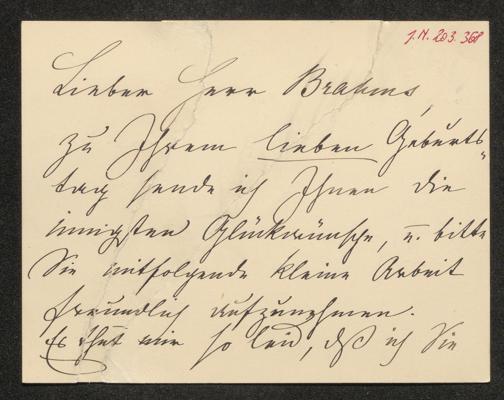 J.N. 203.368
Lieber Herr Brahms,
zu Ihrem lieben Geburts-
tag sende ich Ihnen die
innigsten Glückwünsche, u. bitte
Sie mitfolgende kleine Arbeit
freundlich aufzunehmen.
Es thut mir so leid, daß ich Sie